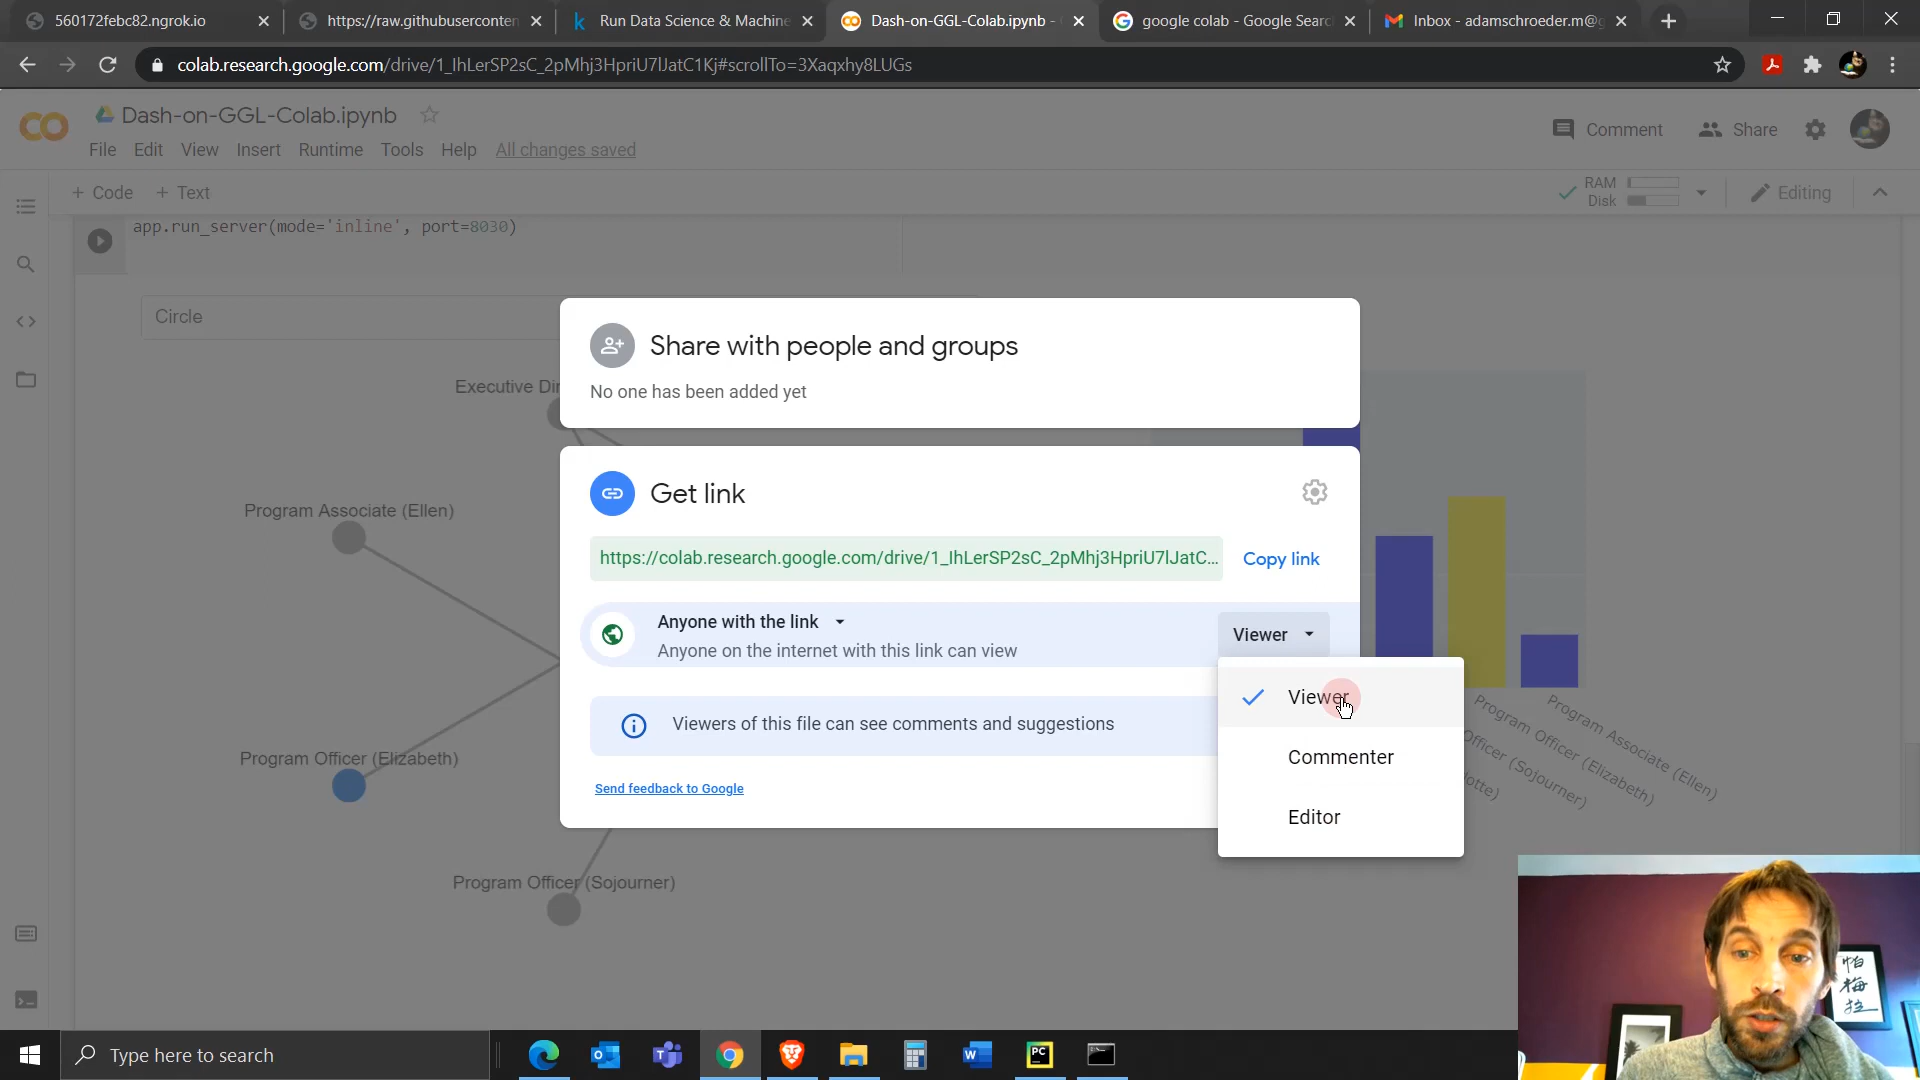 560172febc82.ngrok.io
https://raw.githubuserconten
Run Data Science & Machine
Dash-on-GGL-Colab.ipynb -
google colab - Google Searc
Inbox - adamschroeder.m@g
colab.research.google.com/drive/1_IhLerSP2sC_2pMhj3HpriU7lJatC1Kj#scrollTo=3Xaqxhy8LUGs
Dash-on-GGL-Colab.ipynb
Comment
Share
File Edit View Insert Runtime Tools Help All changes saved
+ Code + Text
RAM
Disk
Editing
app.run_server(mode='inline', port=8030)
Circle
Share with people and groups
No one has been added yet
Executive Dir
Get link
Program Associate (Ellen)
https://colab.research.google.com/drive/1_IhLerSP2sC_2pMhj3HpriU7lJatC...
Copy link
Anyone with the link
Anyone on the internet with this link can view
Viewer
Viewer
Commenter
Editor
Viewers of this file can see comments and suggestions
Send feedback to Google
Program Officer (Elizabeth)
Program Officer (Sojourner)
lotte)
Officer (Sojourner)
Program Officer (Elizabeth)
Program Associate (Ellen)
怕
梅
拉
Type here to search